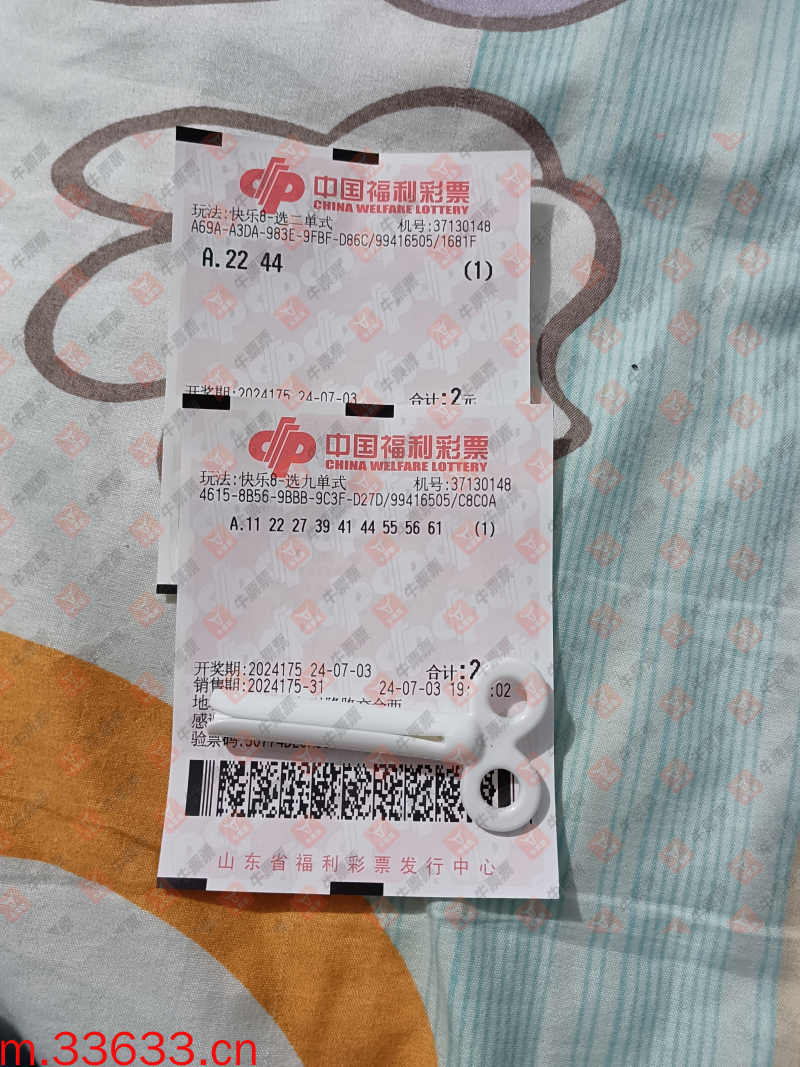 中国福利彩票
CHINA WELFARE LOTTERY
玩法:快乐8-选二单式 机号:37130148
A69A-A3DA-983E-9FBF-D86C/99416505/1681F
A.22 44 (1)
开奖期:2024175 24-07-03 合计:2元
中国福利彩票
CHINA WELFARE LOTTERY
玩法:快乐8-选九单式 机号:37130148
4615-8B56-9BBB-9C3F-D27D/99416505/C8C0A
A.11 22 27 39 41 44 55 56 61 (1)
开奖期:2024175 24-07-03 合计:2
销售期:2024175-31 24-07-03 19: :02
地
感
验票码:
山东省福利彩票发行中心
m.33633.cn